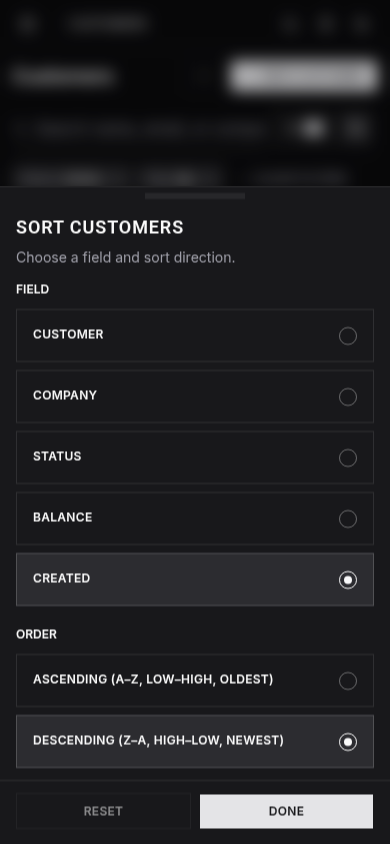 Customers
SORT CUSTOMERS
Choose a field and sort direction.
FIELD
CUSTOMER
COMPANY
STATUS
BALANCE
CREATED
ORDER
ASCENDING (A–Z, LOW–HIGH, OLDEST)
DESCENDING (Z–A, HIGH–LOW, NEWEST)
RESET
DONE